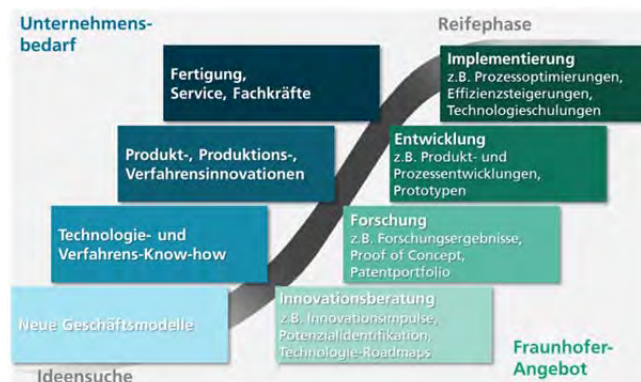 Unternehmens-
bedarf
Reifephase
Fertigung,
Service, Fachkräfte
Implementierung
z.B. Prozessoptimierungen,
Effizienzsteigerungen,
Technologieschulungen
Produkt-, Produktions-,
Verfahrensinnovationen
Entwicklung
z.B. Produkt- und
Prozessentwicklungen,
Prototypen
Technologie- und
Verfahrens-Know-how
Forschung
z.B. Forschungsergebnisse,
Proof of Concept,
Patentportfolio
Neue Geschäftsmodelle
Innovationsberatung
z.B. Innovationsimpulse,
Potenzialidentifikation,
Technologie-Roadmaps
Fraunhofer-
Angebot
Ideensuche